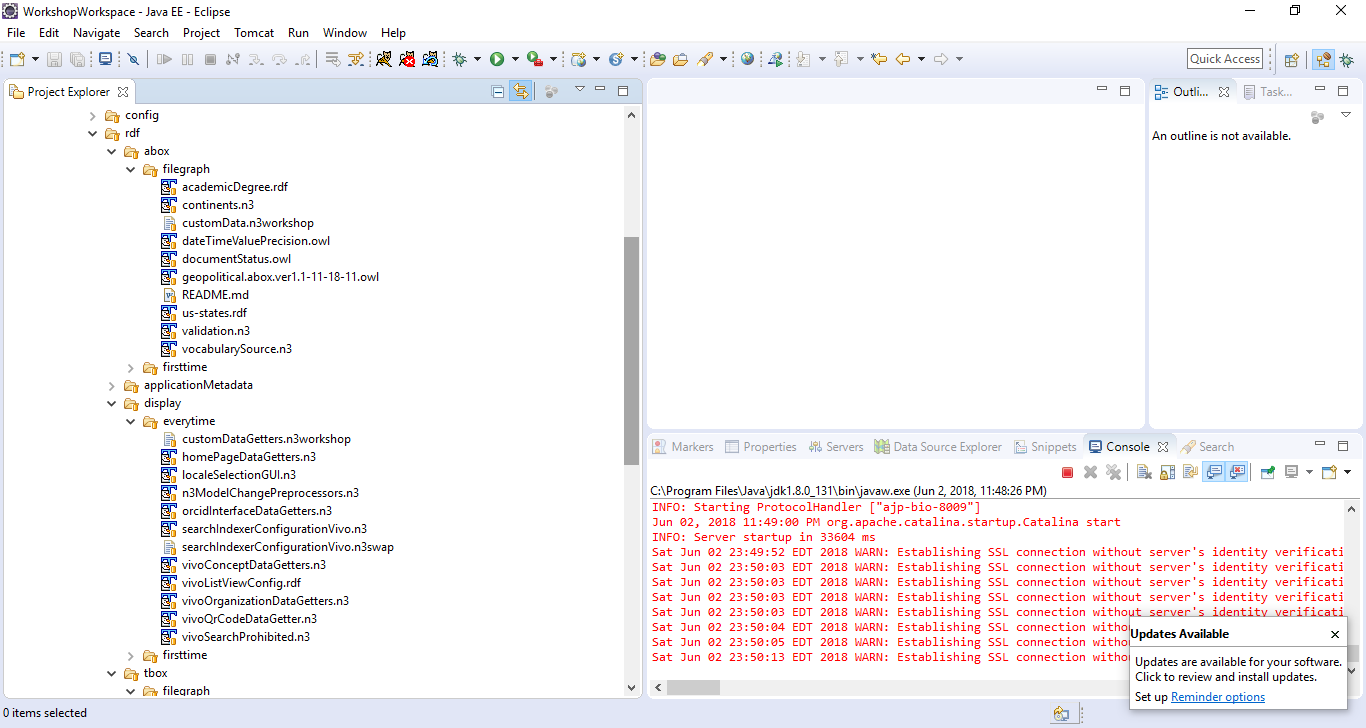 WorkshopWorkspace - Java EE - Eclipse
File Edit Navigate Search Project Tomcat Run Window Help
Quick Access
Project Explorer
config
rdf
abox
filegraph
academicDegree.rdf
continents.n3
customData.n3workshop
dateTimeValuePrecision.owl
documentStatus.owl
geopolitical.abox.ver1.1-11-18-11.owl
README.md
us-states.rdf
validation.n3
vocabularySource.n3
firsttime
applicationMetadata
display
everytime
customDataGetters.n3workshop
homePageDataGetters.n3
localeSelectionGUI.n3
n3ModelChangePreprocessors.n3
orcidInterfaceDataGetters.n3
searchIndexerConfigurationVivo.n3
searchIndexerConfigurationVivo.n3swap
vivoConceptDataGetters.n3
vivoListViewConfig.rdf
vivoOrganizationDataGetters.n3
vivoQrCodeDataGetter.n3
vivoSearchProhibited.n3
firsttime
tbox
filegraph
0 items selected
Outli... Task...
An outline is not available.
Markers Properties Servers Data Source Explorer Snippets Console Search
C:\Program Files\Java\jdk1.8.0_131\bin\javaw.exe (Jun 2, 2018, 11:48:26 PM)
INFO: Starting ProtocolHandler ["ajp-bio-8009"]
Jun 02, 2018 11:49:00 PM org.apache.catalina.startup.Catalina start
INFO: Server startup in 33604 ms
Sat Jun 02 23:49:52 EDT 2018 WARN: Establishing SSL connection without server's identity verificati
Sat Jun 02 23:50:03 EDT 2018 WARN: Establishing SSL connection without server's identity verificati
Sat Jun 02 23:50:03 EDT 2018 WARN: Establishing SSL connection without server's identity verificati
Sat Jun 02 23:50:03 EDT 2018 WARN: Establishing SSL connection without server's identity verificati
Sat Jun 02 23:50:03 EDT 2018 WARN: Establishing SSL connection without server's identity verificati
Sat Jun 02 23:50:04 EDT 2018 WARN: Establishing SSL connection witho
Sat Jun 02 23:50:05 EDT 2018 WARN: Establishing SSL connection witho
Sat Jun 02 23:50:13 EDT 2018 WARN: Establishing SSL connection witho
Updates Available
Updates are available for your software.
Click to review and install updates.
Set up Reminder options